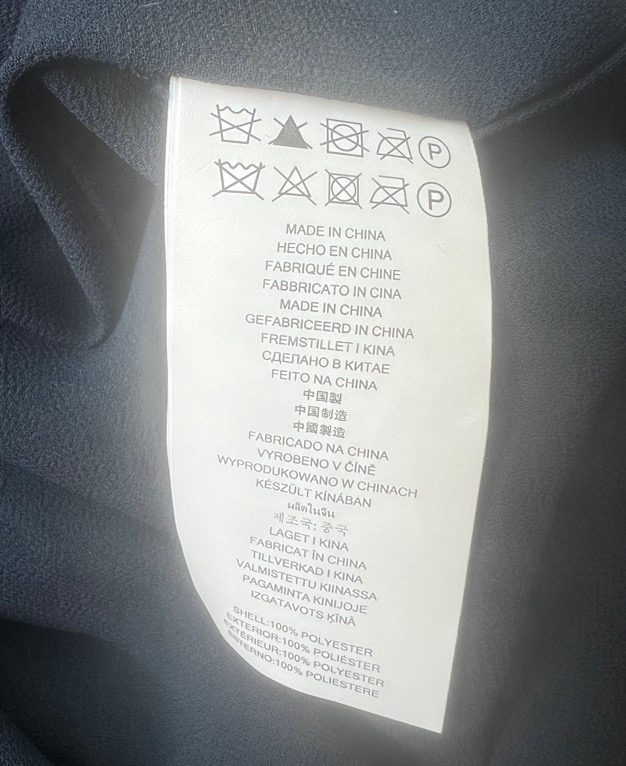 P
P
MADE IN CHINA
HECHO EN CHINA
FABRIQUÉ EN CHINE
FABBRICATO IN CINA
MADE IN CHINA
GEFABRICEERD IN CHINA
FREMSTILLET I KINA
СДЕЛАНО В КИТАЕ
FEITO NA CHINA
中国製
中国制造
中國製造
FABRICADO NA CHINA
VYROBENO V ČÍNĚ
WYPRODUKOWANO W CHINACH
KÉSZÜLT KÍNÁBAN
ผลิตในจีน
제조국: 중국
LAGET I KINA
FABRICAT ÎN CHINA
TILLVERKAD I KINA
VALMISTETTU KIINASSA
PAGAMINTA KINIJOJE
IZGATAVOTS ĶĪNĀ
SHELL:100% POLYESTER
EXTERIOR:100% POLIÉSTER
EXTÉRIEUR:100% POLYESTER
ESTERNO:100% POLIESTERE